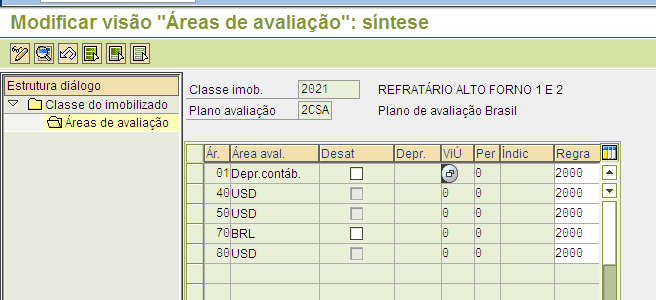 Modificar visão "Áreas de avaliação": síntese
Estrutura diálogo
Classe do imobilizado
Áreas de avaliação
Classe imob. 2021 REFRATÁRIO ALTO FORNO 1 E 2
Plano avaliação 2CSA Plano de avaliação Brasil
Ár. Área aval. Desat Depr. ViÚ Per Índic Regra
01 Depr.contáb. 0 2000
40 USD 0 0 2000
50 USD 0 0 2000
70 BRL 0 0 2000
80 USD 0 0 2000